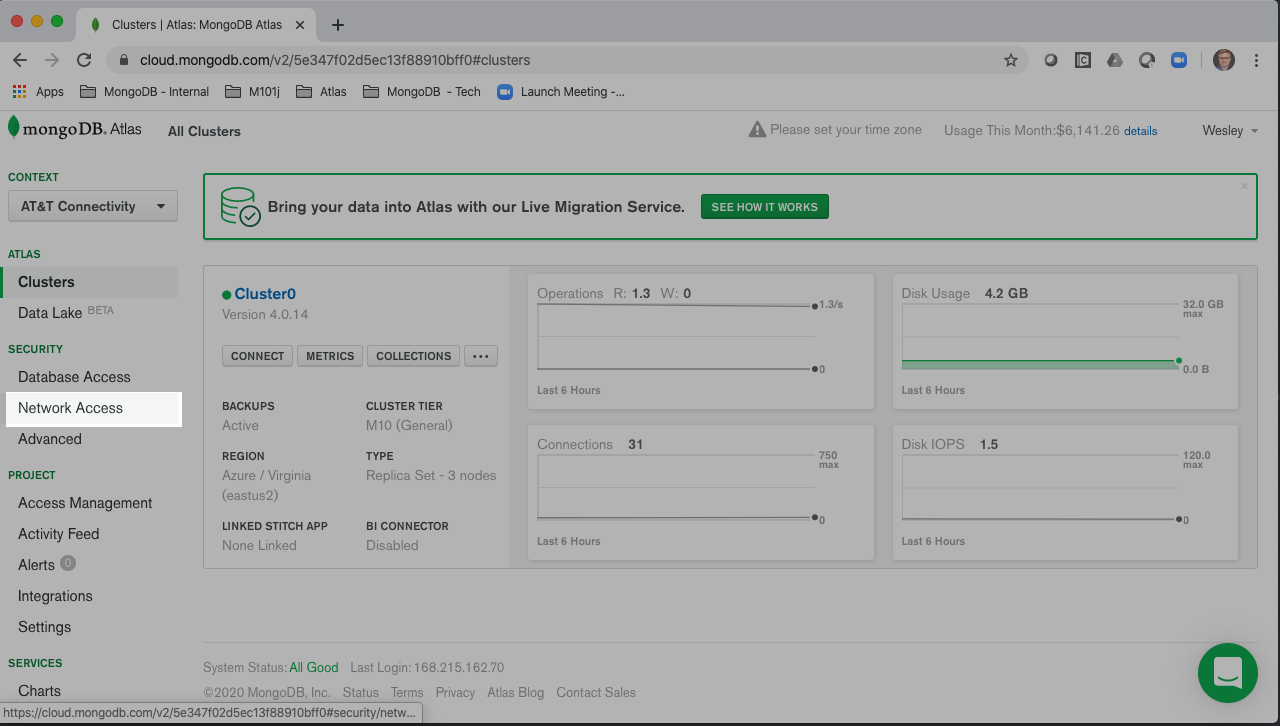 Clusters | Atlas: MongoDB Atlas
cloud.mongodb.com/v2/5e347f02d5ec13f88910bff0#clusters
Apps MongoDB - Internal M101j Atlas MongoDB - Tech Launch Meeting -...
mongoDB. Atlas All Clusters Please set your time zone Usage This Month:$6,141.26 details Wesley
CONTEXT
AT&T Connectivity
ATLAS
Clusters
Data Lake BETA
SECURITY
Database Access
Network Access
Advanced
PROJECT
Access Management
Activity Feed
Alerts 0
Integrations
Settings
SERVICES
Charts
Bring your data into Atlas with our Live Migration Service. SEE HOW IT WORKS
Cluster0
Version 4.0.14
CONNECT METRICS COLLECTIONS ...
BACKUPS
Active
CLUSTER TIER
M10 (General)
REGION
Azure / Virginia
(eastus2)
TYPE
Replica Set - 3 nodes
LINKED STITCH APP
None Linked
BI CONNECTOR
Disabled
Operations R: 1.3 W: 0
1.3/s
0
Last 6 Hours
Disk Usage 4.2 GB
32.0 GB
max
0.0 B
Last 6 Hours
Connections 31
750
max
0
Last 6 Hours
Disk IOPS 1.5
120.0
max
0
Last 6 Hours
System Status: All Good Last Login: 168.215.162.70
©2020 MongoDB, Inc. Status Terms Privacy Atlas Blog Contact Sales
https://cloud.mongodb.com/v2/5e347f02d5ec13f88910bff0#security/netw...